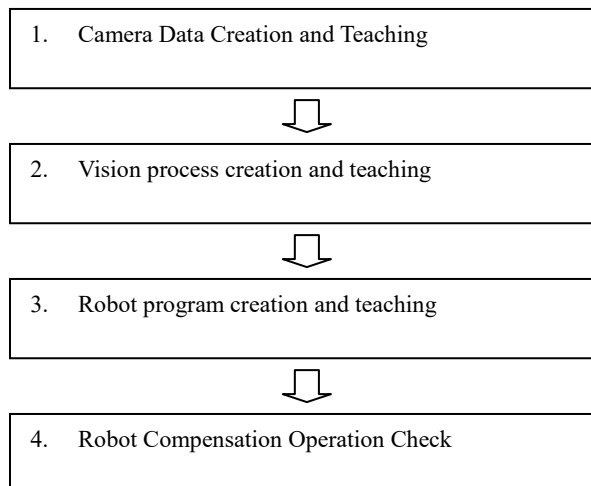 1. Camera Data Creation and Teaching
2. Vision process creation and teaching
3. Robot program creation and teaching
4. Robot Compensation Operation Check